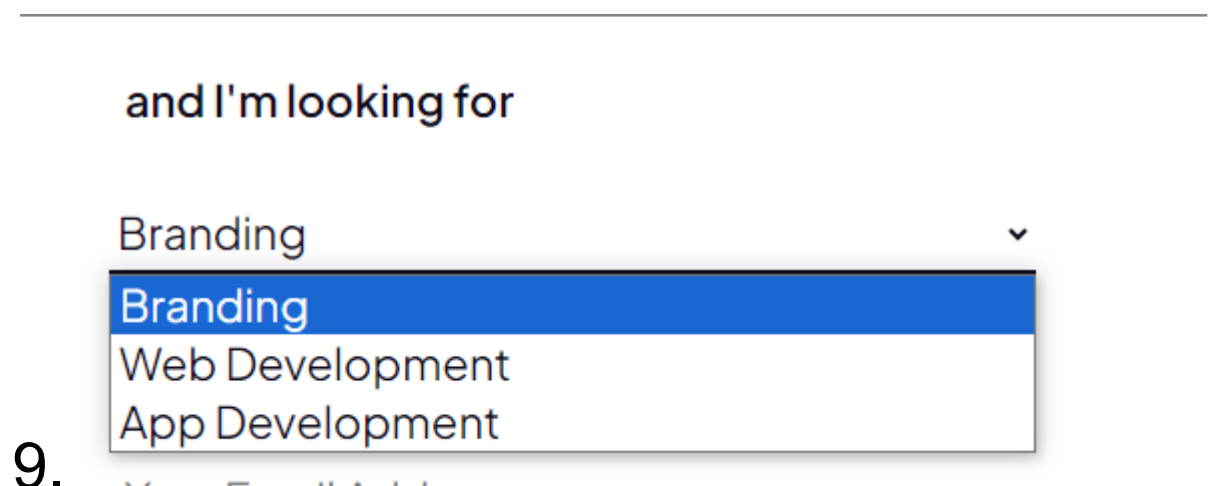 and I'm looking for
Branding
Branding
Web Development
App Development
9.